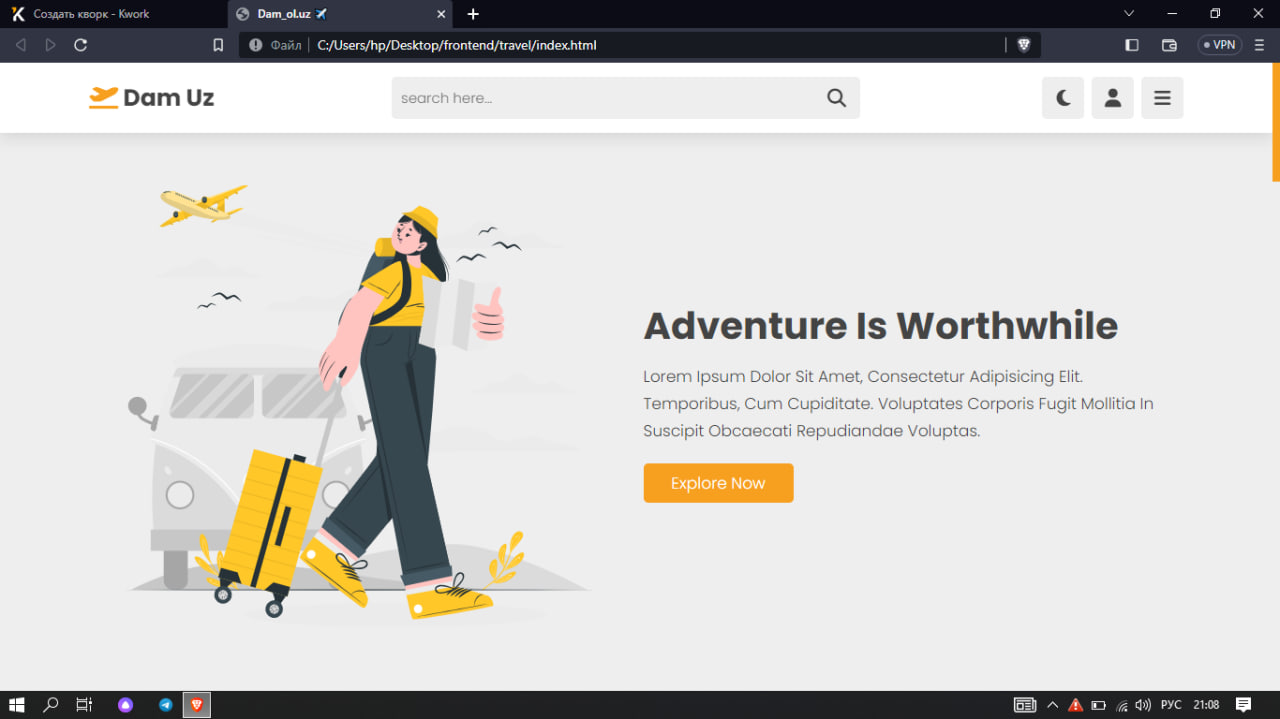 Создать кворк - Kwork
Dam_ol.uz
Файл
C:/Users/hp/Desktop/frontend/travel/index.html
VPN
Dam Uz
search here...
Adventure Is Worthwhile
Lorem Ipsum Dolor Sit Amet, Consectetur Adipisicing Elit.
Temporibus, Cum Cupiditate. Voluptates Corporis Fugit Mollitia In
Suscipit Obcaecati Repudiandae Voluptas.
Explore Now
РУС
21:08